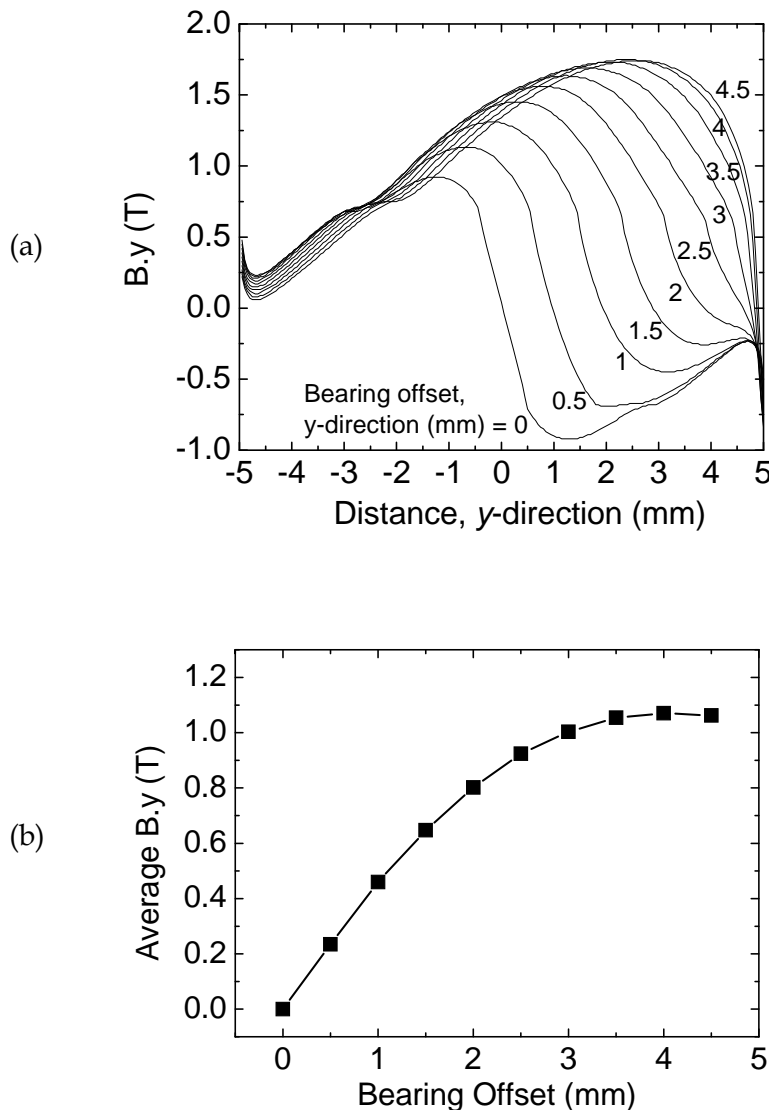 (a)
B.y (T)
2.0
1.5
1.0
0.5
0.0
-0.5
-1.0
4.5
4
3.5
3
2.5
2
1.5
1
0.5
Bearing offset,
y-direction (mm) = 0
-5 -4 -3 -2 -1 0 1 2 3 4 5
Distance, y-direction (mm)
(b)
Average B.y (T)
1.2
1.0
0.8
0.6
0.4
0.2
0.0
0 1 2 3 4 5
Bearing Offset (mm)